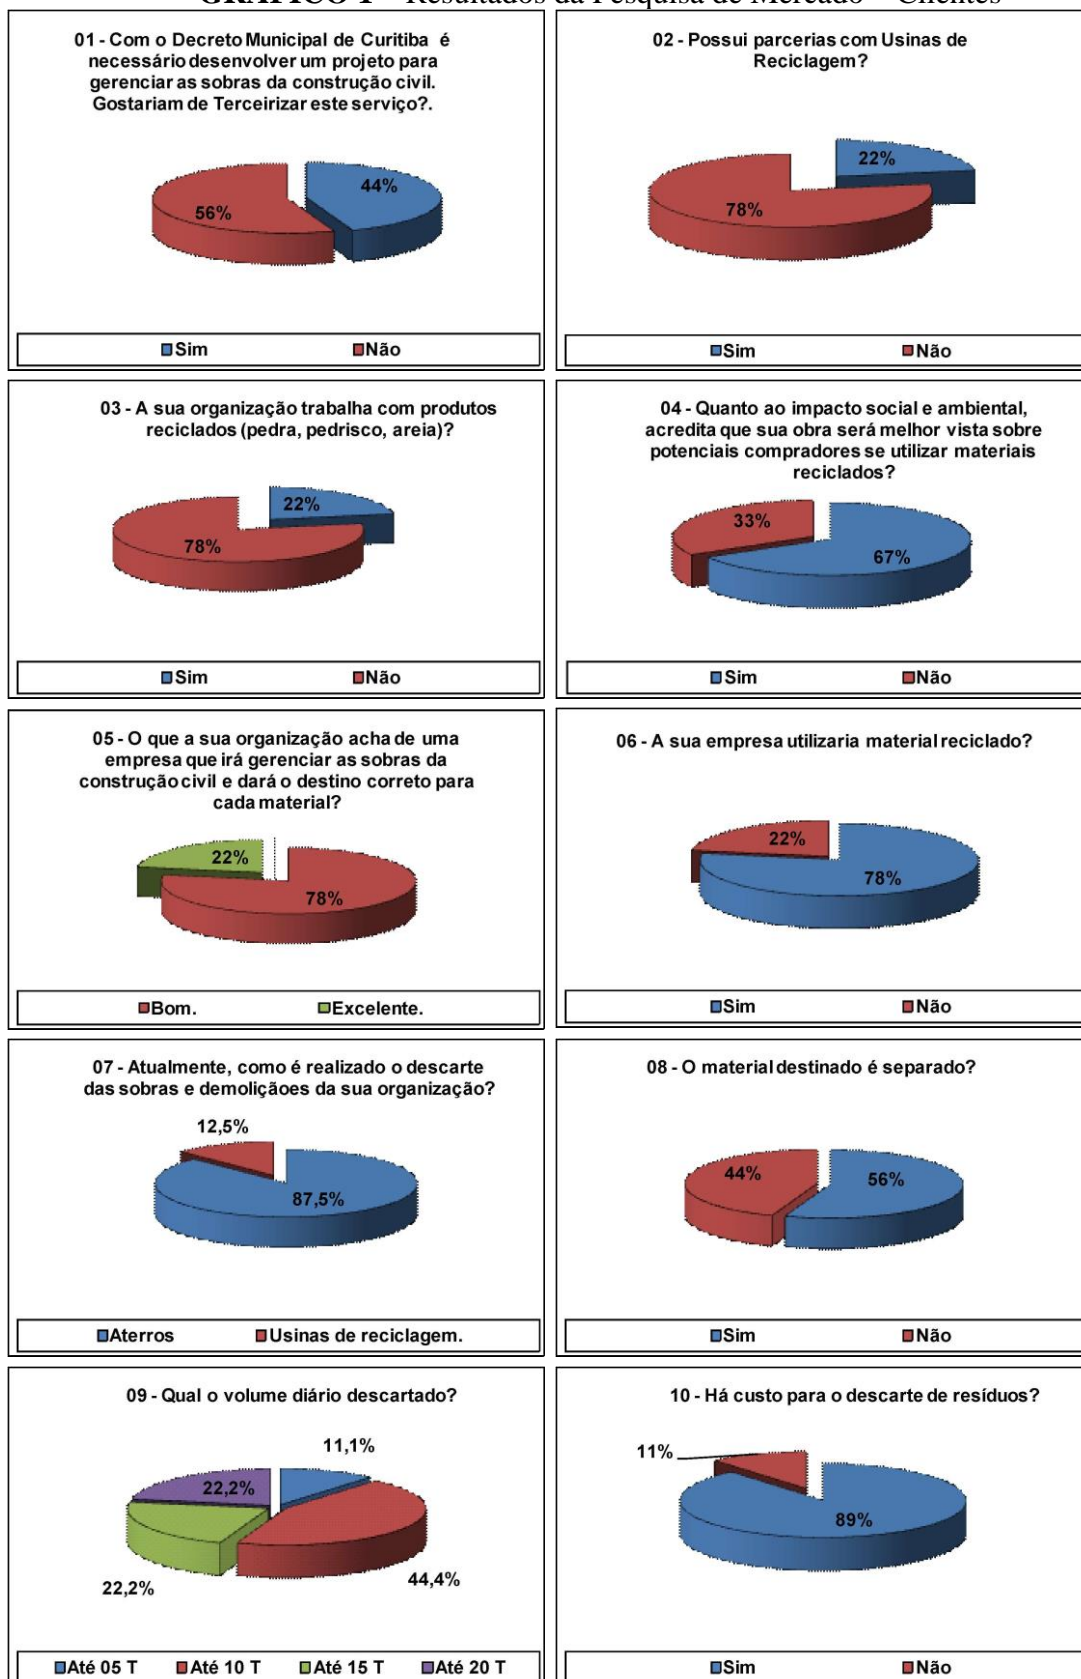 GRÁFICO 1 – Resultados da Pesquisa de Mercado – Clientes
01 - Com o Decreto Municipal de Curitiba é
necessário desenvolver um projeto para
gerenciar as sobras da construção civil.
Gostariam de Terceirizar este serviço?.
44%
56%
Sim Não
02 - Possui parcerias com Usinas de
Reciclagem?
22%
78%
Sim Não
03 - A sua organização trabalha com produtos
reciclados (pedra, pedrisco, areia)?
22%
78%
Sim Não
04 - Quanto ao impacto social e ambiental,
acredita que sua obra será melhor vista sobre
potenciais compradores se utilizar materiais
reciclados?
33%
67%
Sim Não
05 - O que a sua organização acha de uma
empresa que irá gerenciar as sobras da
construção civil e dará o destino correto para
cada material?
22%
78%
Bom. Excelente.
06 - A sua empresa utilizaria material reciclado?
22%
78%
Sim Não
07 - Atualmente, como é realizado o descarte
das sobras e demoliçãoes da sua organização?
12,5%
87,5%
Aterros Usinas de reciclagem.
08 - O material destinado é separado?
44% 56%
Sim Não
09 - Qual o volume diário descartado?
11,1%
22,2%
22,2% 44,4%
Até 05 T Até 10 T Até 15 T Até 20 T
10 - Há custo para o descarte de resíduos?
11%
89%
Sim Não